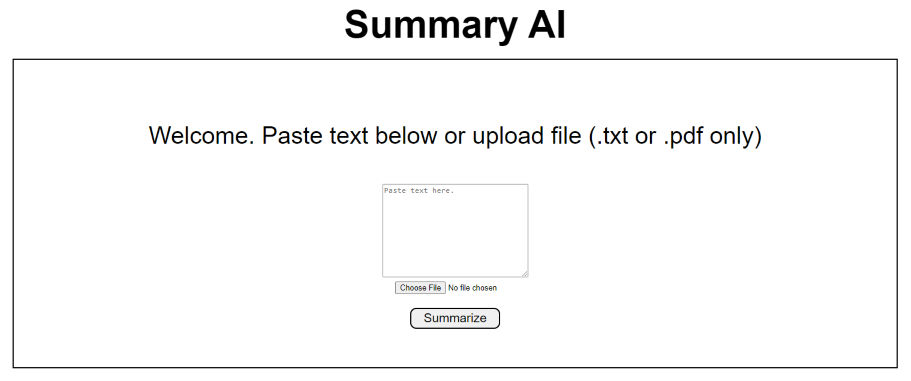 Summary AI
Welcome. Paste text below or upload file (.txt or .pdf only)
Paste text here.
Choose File No file chosen
Summarize